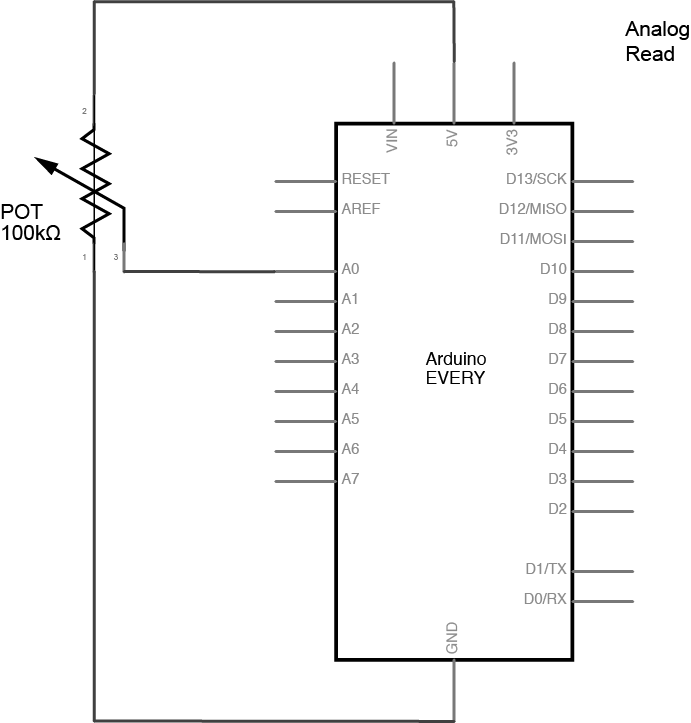 Analog
Read
VIN
5V
3V3
2
POT
100kΩ
1
3
RESET
AREF
A0
A1
A2
A3
A4
A5
A6
A7
Arduino
EVERY
D13/SCK
D12/MISO
D11/MOSI
D10
D9
D8
D7
D6
D5
D4
D3
D2
D1/TX
D0/RX
GND